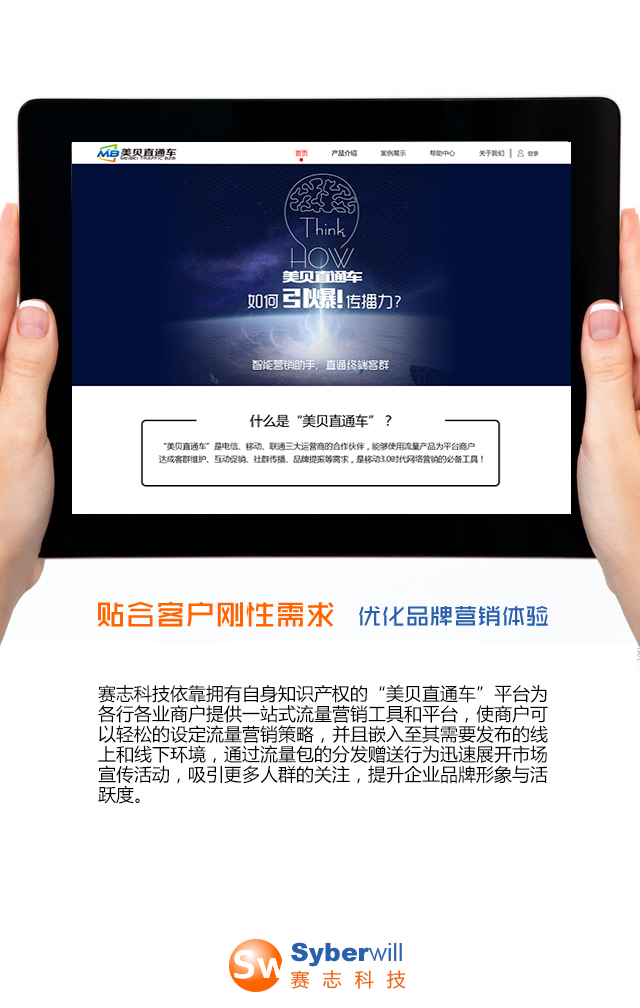 MB 美贝直通车
MEIBEI TRAFFIC B2B
首页 产品介绍 案例展示 帮助中心 关于我们 登录
Think
HOW
美贝直通车
如何引爆!传播力?
智能营销助手，直通终端客群
什么是“美贝直通车”？
“美贝直通车”是电信、移动、联通三大运营商的合作伙伴，能够使用流量产品为平台商户
达成客群维护、互动促销、社群传播、品牌提振等需求，是移动3.0时代网络营销的必备工具！
贴合客户刚性需求 优化品牌营销体验
赛志科技依靠拥有自身知识产权的“美贝直通车”平台为
各行各业商户提供一站式流量营销工具和平台，使商户可
以轻松的设定流量营销策略，并且嵌入至其需要发布的线
上和线下环境，通过流量包的分发赠送行为迅速展开市场
宣传活动，吸引更多人群的关注，提升企业品牌形象与活
跃度。
Sw Syberwill
赛志科技